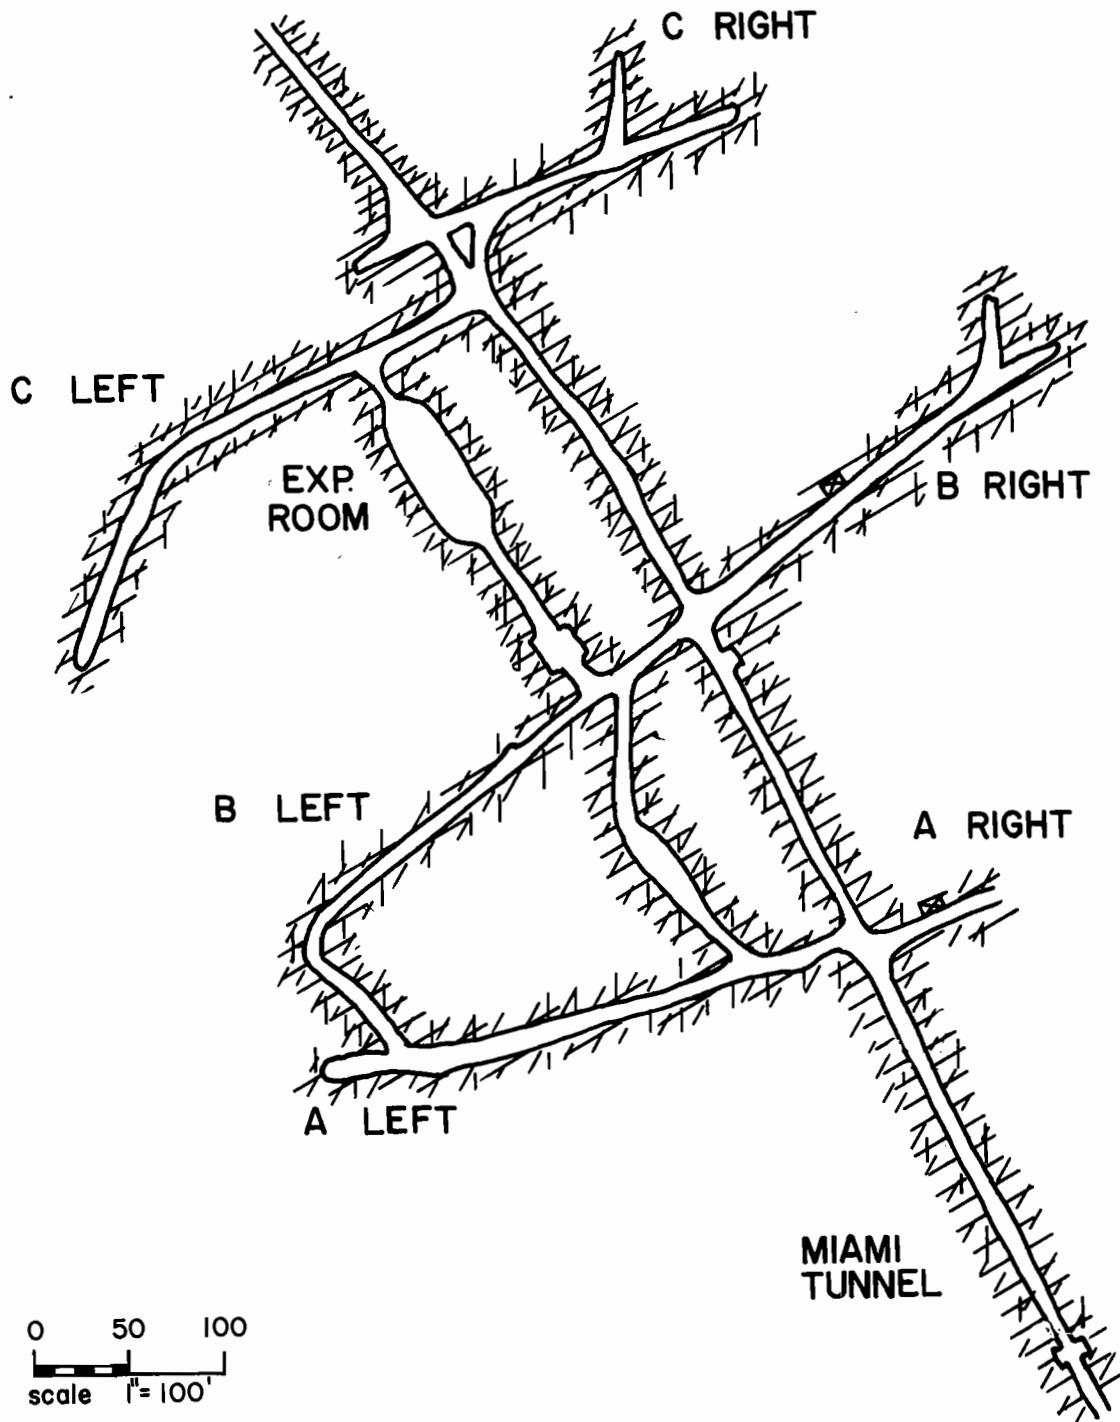 C RIGHT
C LEFT
EXP.
ROOM
B RIGHT
B LEFT
A RIGHT
A LEFT
MIAMI
TUNNEL
0 50 100
scale 1"=100'